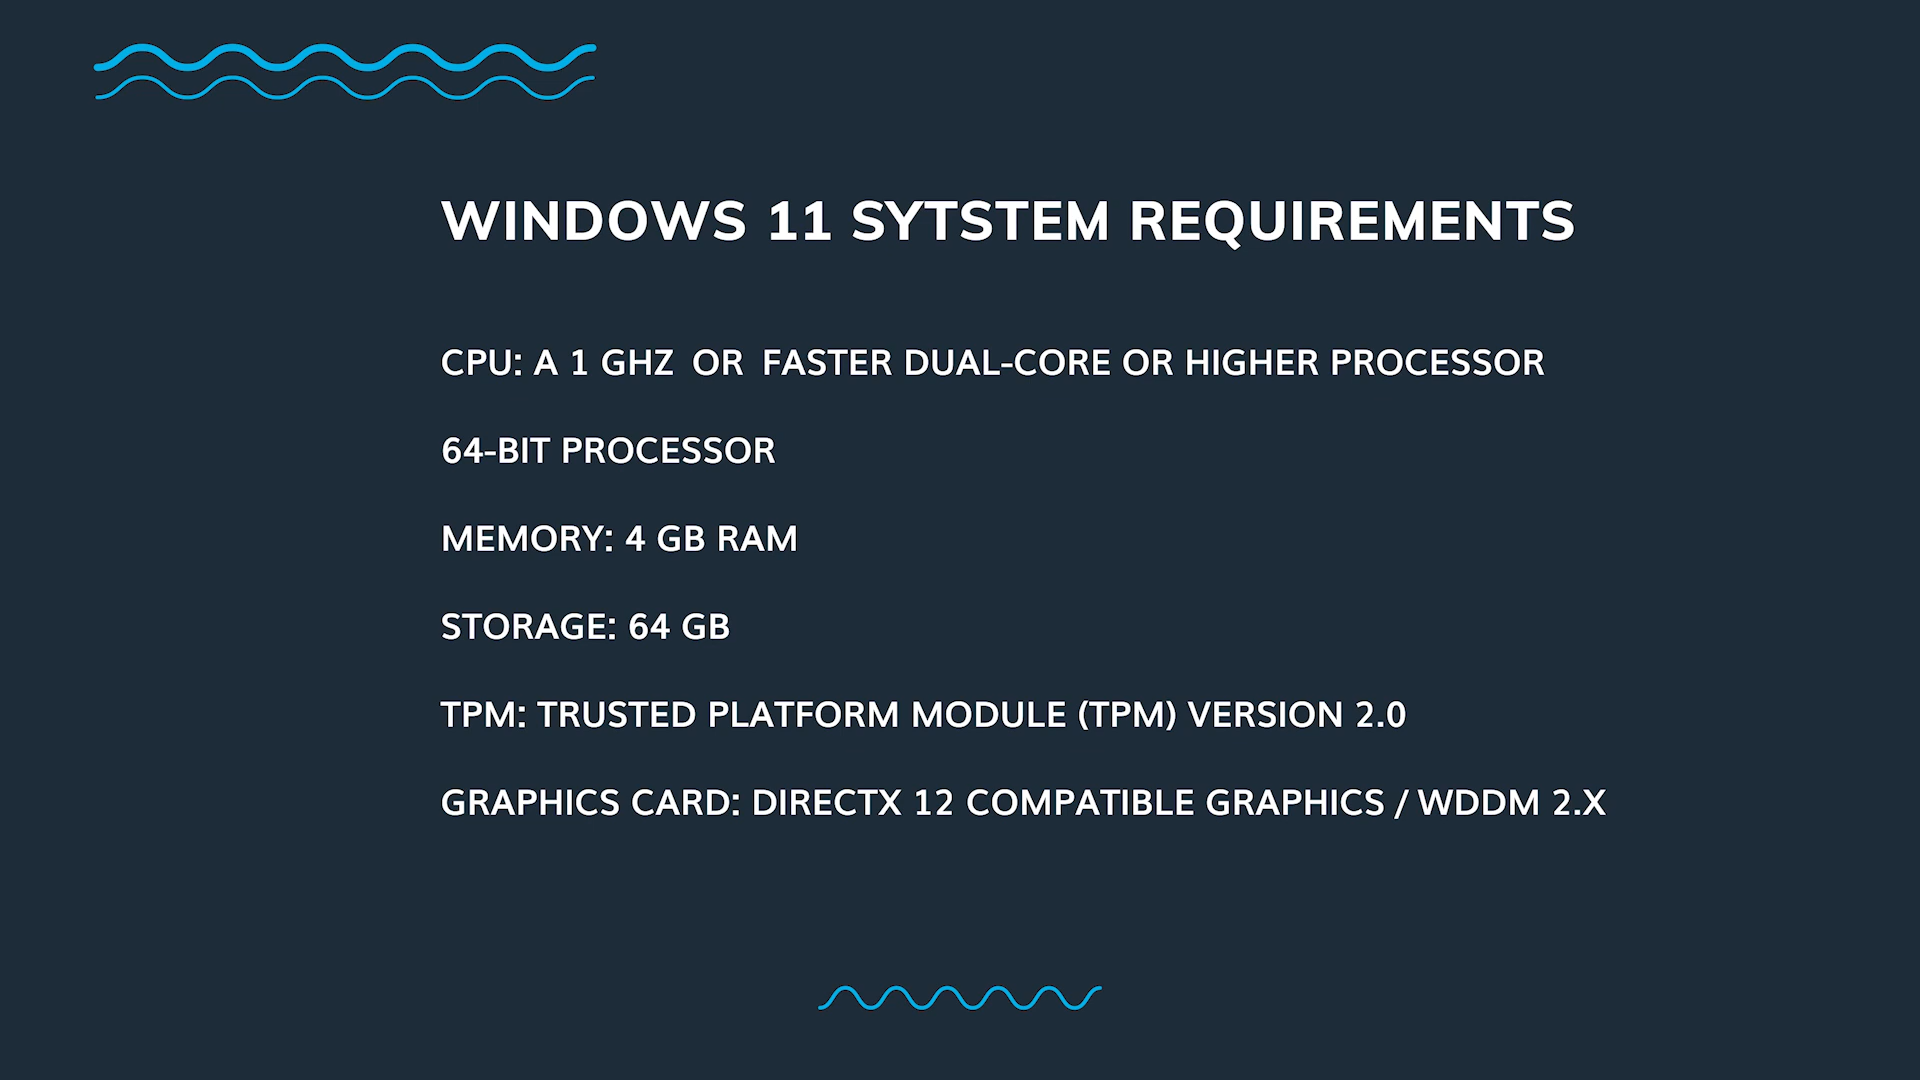 WINDOWS 11 SYTSTEM REQUIREMENTS
CPU: A 1 GHZ OR FASTER DUAL-CORE OR HIGHER PROCESSOR
64-BIT PROCESSOR
MEMORY: 4 GB RAM
STORAGE: 64 GB
TPM: TRUSTED PLATFORM MODULE (TPM) VERSION 2.0
GRAPHICS CARD: DIRECTX 12 COMPATIBLE GRAPHICS / WDDM 2.X